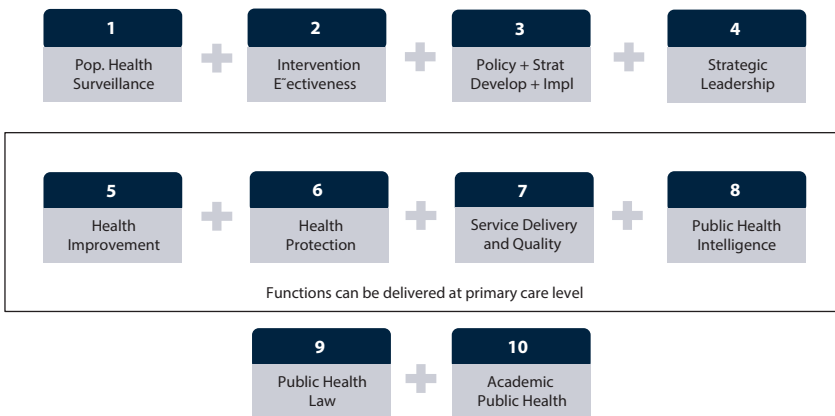 1
Pop. Health
Surveillance
2
Intervention
E¯ectiveness
3
Policy + Strat
Develop + Impl
4
Strategic
Leadership
5
Health
Improvement
6
Health
Protection
7
Service Delivery
and Quality
8
Public Health
Intelligence
Functions can be delivered at primary care level
9
Public Health
Law
10
Academic
Public Health